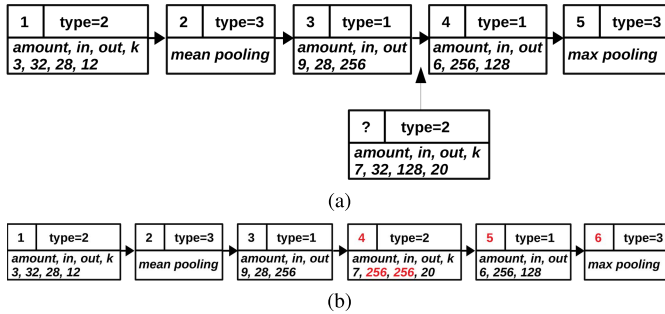 1 type=2
amount, in, out, k
3, 32, 28, 12
2 type=3
mean pooling
3 type=1
amount, in, out
9, 28, 256
4 type=1
amount, in, out
6, 256, 128
5 type=3
max pooling
? type=2
amount, in, out, k
7, 32, 128, 20
(a)
1 type=2
amount, in, out, k
3, 32, 28, 12
2 type=3
mean pooling
3 type=1
amount, in, out
9, 28, 256
4 type=2
amount, in, out, k
7, 256, 256, 20
5 type=1
amount, in, out
6, 256, 128
6 type=3
max pooling
(b)